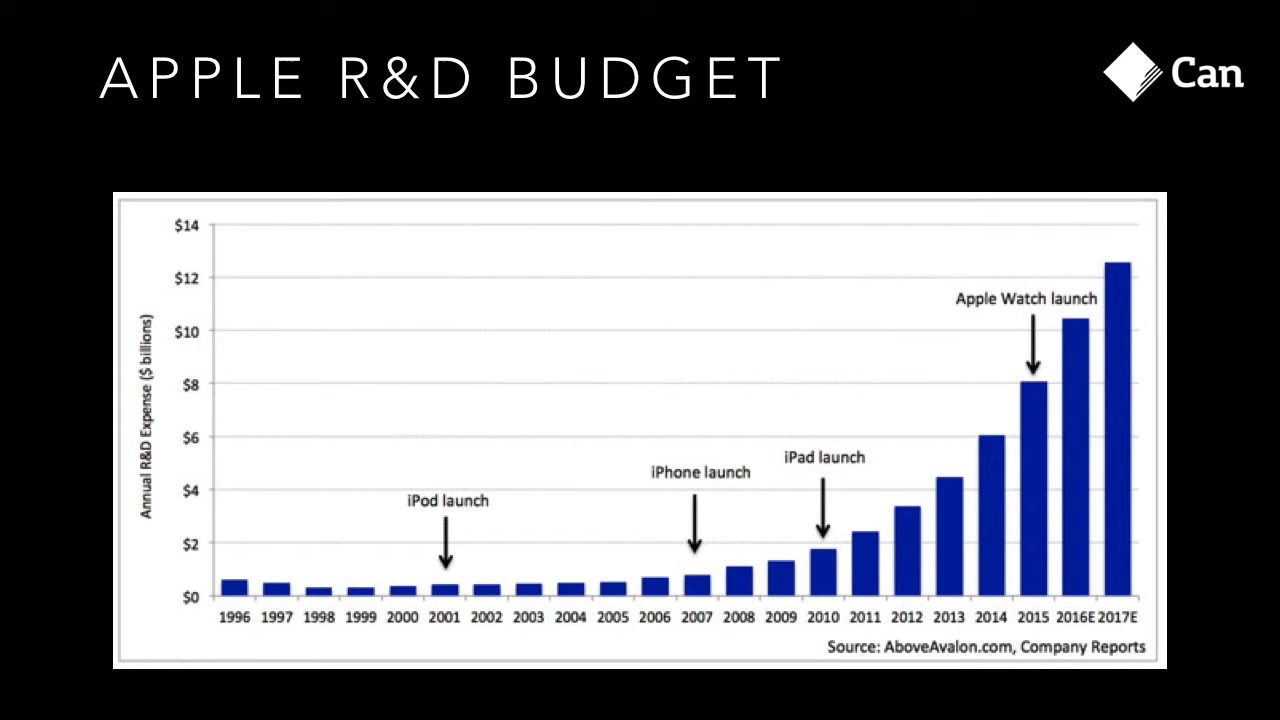 APPLE R&D BUDGET
Can
$14
$12
$10
$8
$6
$4
$2
$0
Annual R&D Expense ($ billions)
Apple Watch launch
iPad launch
iPhone launch
iPod launch
1996 1997 1998 1999 2000 2001 2002 2003 2004 2005 2006 2007 2008 2009 2010 2011 2012 2013 2014 2015 2016E 2017E
Source: AboveAvalon.com, Company Reports